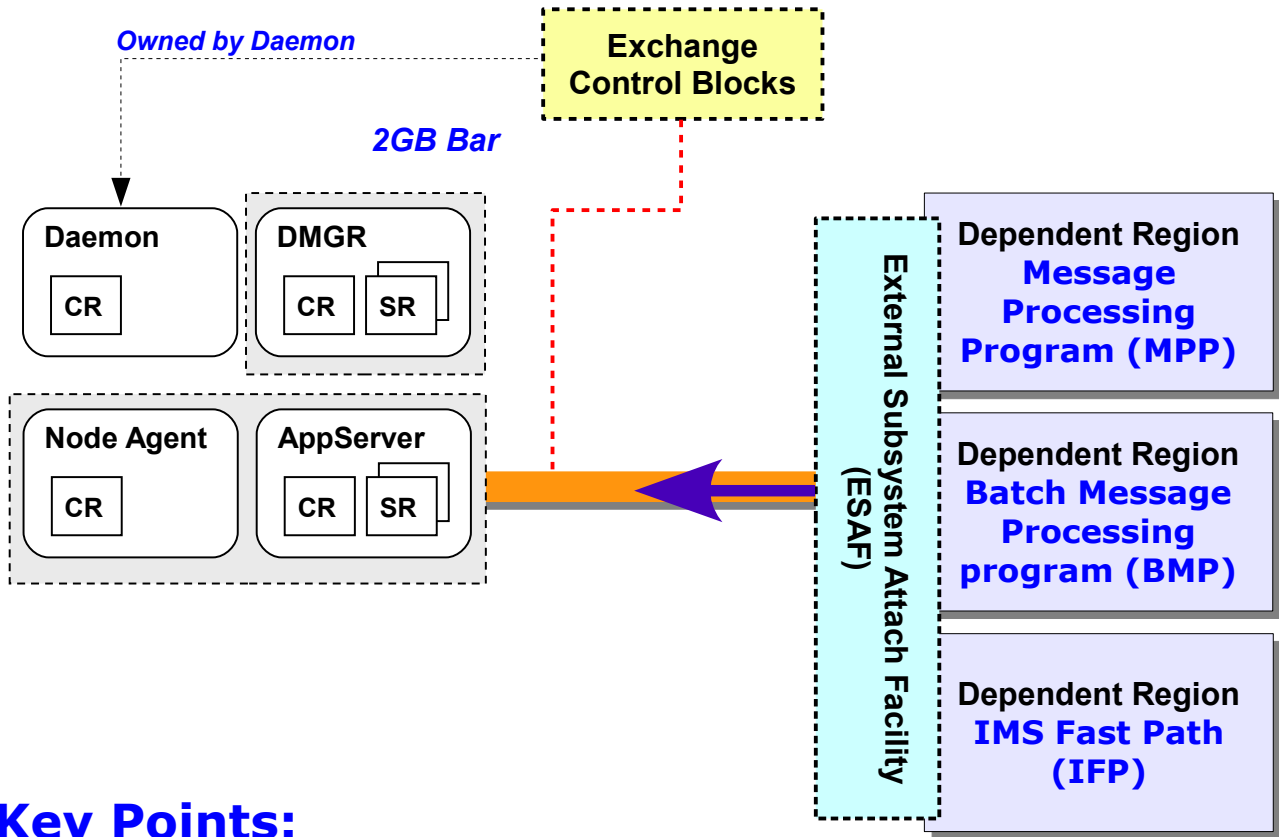 Owned by Daemon
Exchange
Control Blocks
2GB Bar
Daemon
CR
DMGR
CR
SR
Node Agent
CR
AppServer
CR
SR
External Subsystem Attach Facility
(ESAF)
Dependent Region
Message
Processing
Program (MPP)
Dependent Region
Batch Message
Processing
program (BMP)
Dependent Region
IMS Fast Path
(IFP)
Key Points: